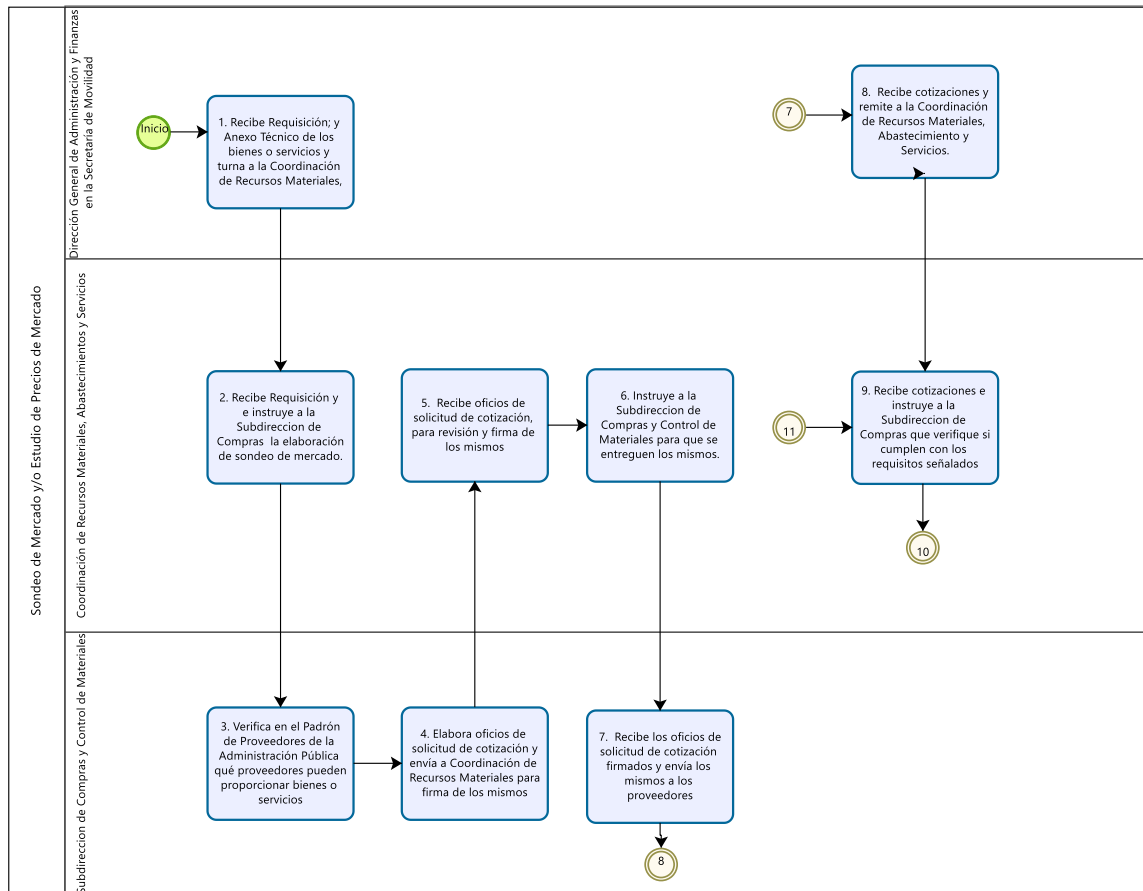 Sondeo de Mercado y/o Estudio de Precios de Mercado
Dirección General de Administración y Finanzas
en la Secretaria de Movilidad
Inicio
1. Recibe Requisición; y
Anexo Técnico de los
bienes o servicios y
turna a la Coordinación
de Recursos Materiales,
7
8. Recibe cotizaciones y
remite a la Coordinación
de Recursos Materiales,
Abastecimiento y
Servicios.
Coordinación de Recursos Materiales, Abastecimientos y Servicios
2. Recibe Requisición y
e instruye a la
Subdireccion de
Compras la elaboración
de sondeo de mercado.
5. Recibe oficios de
solicitud de cotización,
para revisión y firma de
los mismos
6. Instruye a la
Subdireccion de
Compras y Control de
Materiales para que se
entreguen los mismos.
11
9. Recibe cotizaciones e
instruye a la
Subdireccion de
Compras que verifique si
cumplen con los
requisitos señalados
10
Subdireccion de Compras y Control de Materiales
3. Verifica en el Padrón
de Proveedores de la
Administración Pública
qué proveedores pueden
proporcionar bienes o
servicios
4. Elabora oficios de
solicitud de cotización y
envía a Coordinación de
Recursos Materiales para
firma de los mismos
7. Recibe los oficios de
solicitud de cotización
firmados y envía los
mismos a los
proveedores
8